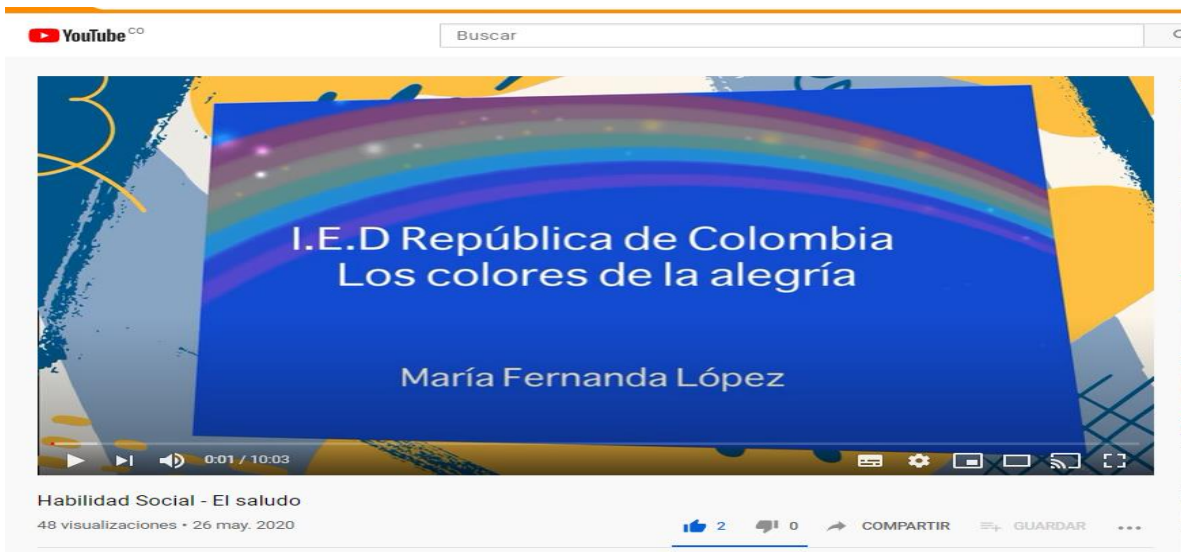 YouTube CO
Buscar
I.E.D República de Colombia
Los colores de la alegría
María Fernanda López
0:01 / 10:03
Habilidad Social - El saludo
48 visualizaciones • 26 may. 2020
2 0 COMPARTIR GUARDAR